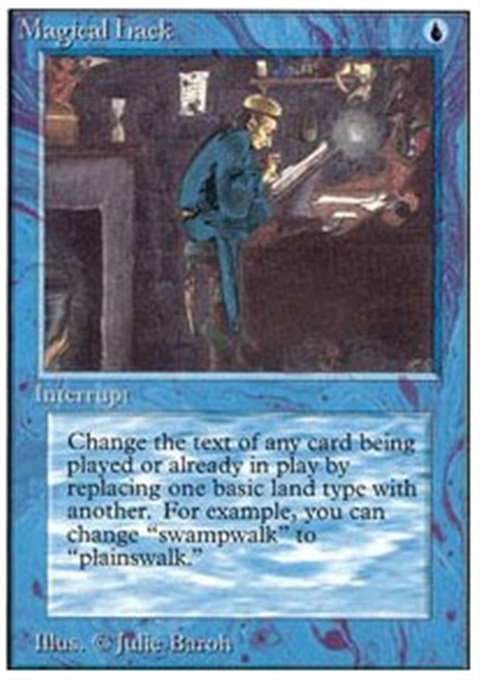 Magical Hack
Interrupt
Change the text of any card being
played or already in play by
replacing one basic land type with
another. For example, you can
change “swampwalk” to
“plainswalk.”
Illus. © Julie Baroh